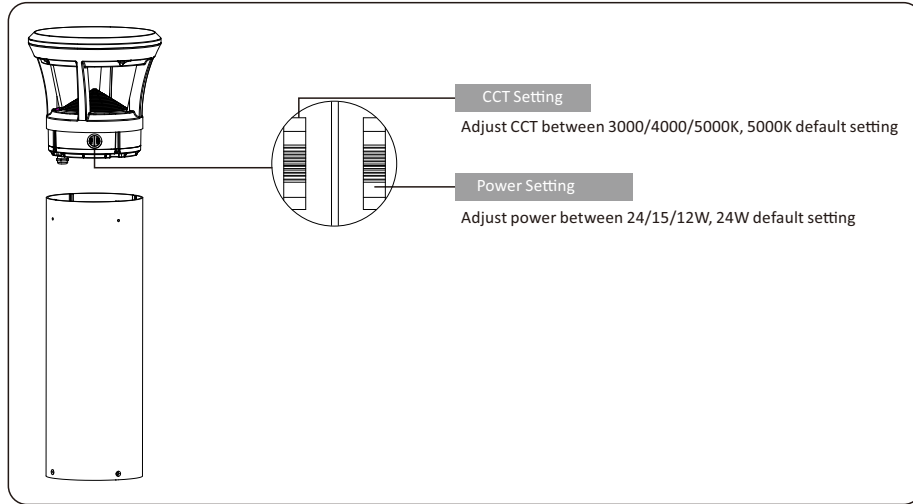 CCT Setting
Adjust CCT between 3000/4000/5000K, 5000K default setting
Power Setting
Adjust power between 24/15/12W, 24W default setting